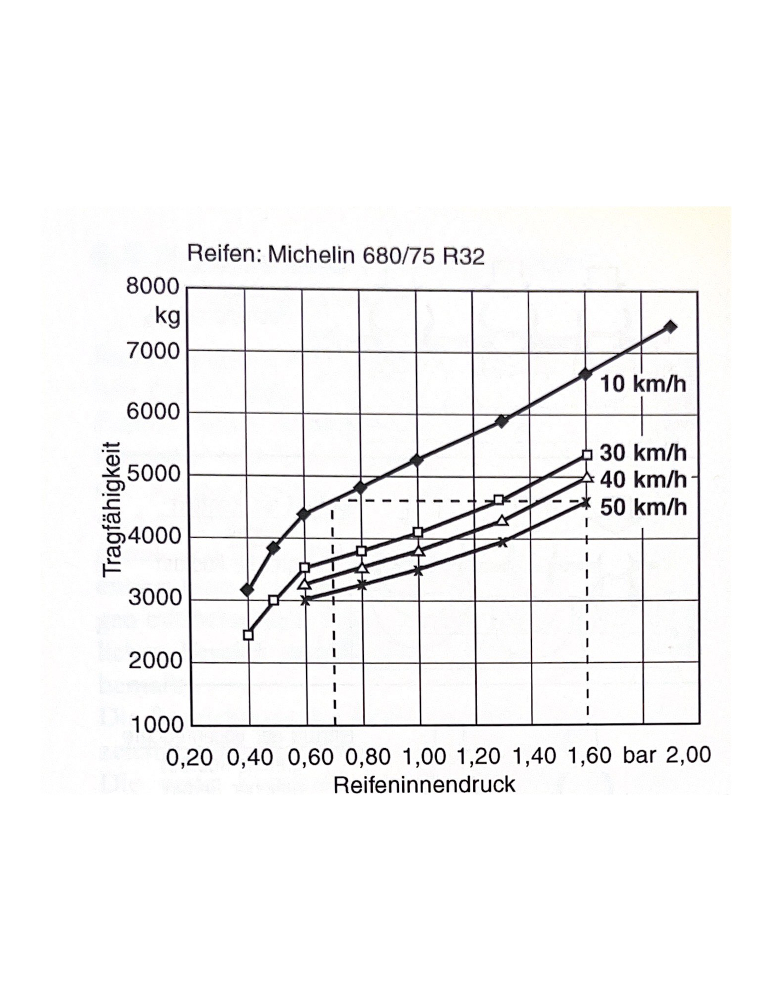 Reifen: Michelin 680/75 R32
8000
kg
7000
6000
5000
4000
3000
2000
1000
Tragfähigkeit
10 km/h
30 km/h
40 km/h
50 km/h
0,20 0,40 0,60 0,80 1,00 1,20 1,40 1,60 bar 2,00
Reifeninnendruck